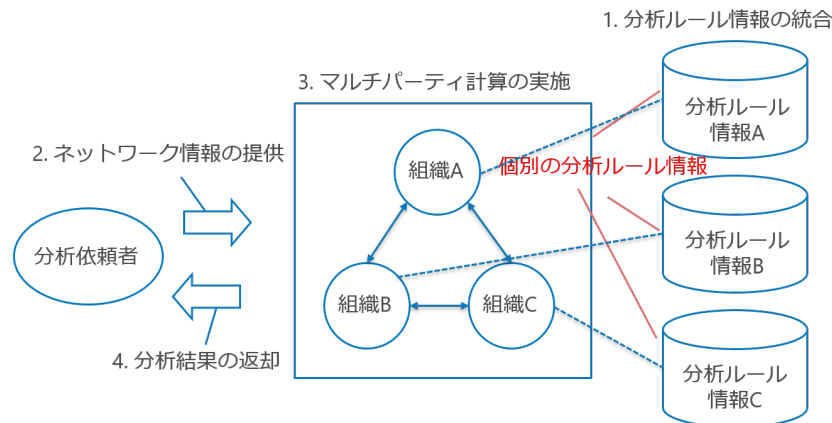 1. 分析ルール情報の統合
3. マルチパーティ計算の実施
分析ルール
情報A
2. ネットワーク情報の提供
組織A
個別の分析ルール情報
分析依頼者
分析ルール
情報B
組織B
組織C
4. 分析結果の返却
分析ルール
情報C